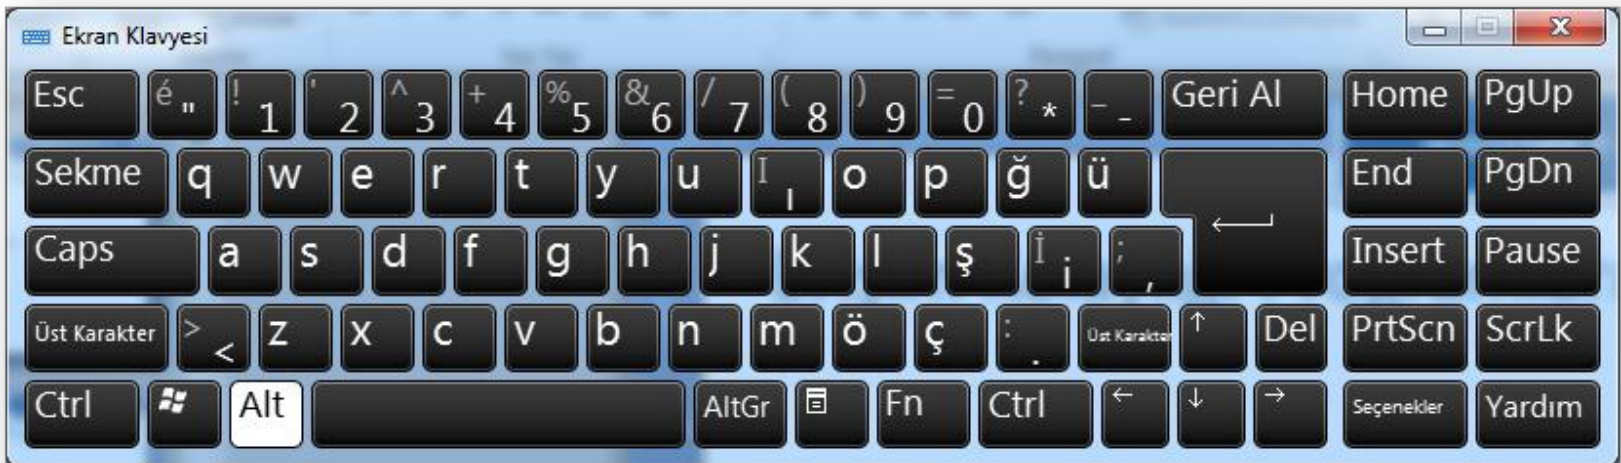 Ekran Klavyesi
Esc é " ! 1 ' 2 ^ 3 + 4 % 5 & 6 / 7 ( 8 ) 9 = 0 ? * _ - Geri Al Home PgUp
Sekme q w e r t y u I ı o p ğ ü End PgDn
Caps a s d f g h j k l ş İ i ; , Insert Pause
Üst Karakter > < z x c v b n m ö ç : . Üst Karakter ↑ Del PrtScn ScrLk
Ctrl Alt AltGr Fn Ctrl ← ↓ → Seçenekler Yardım